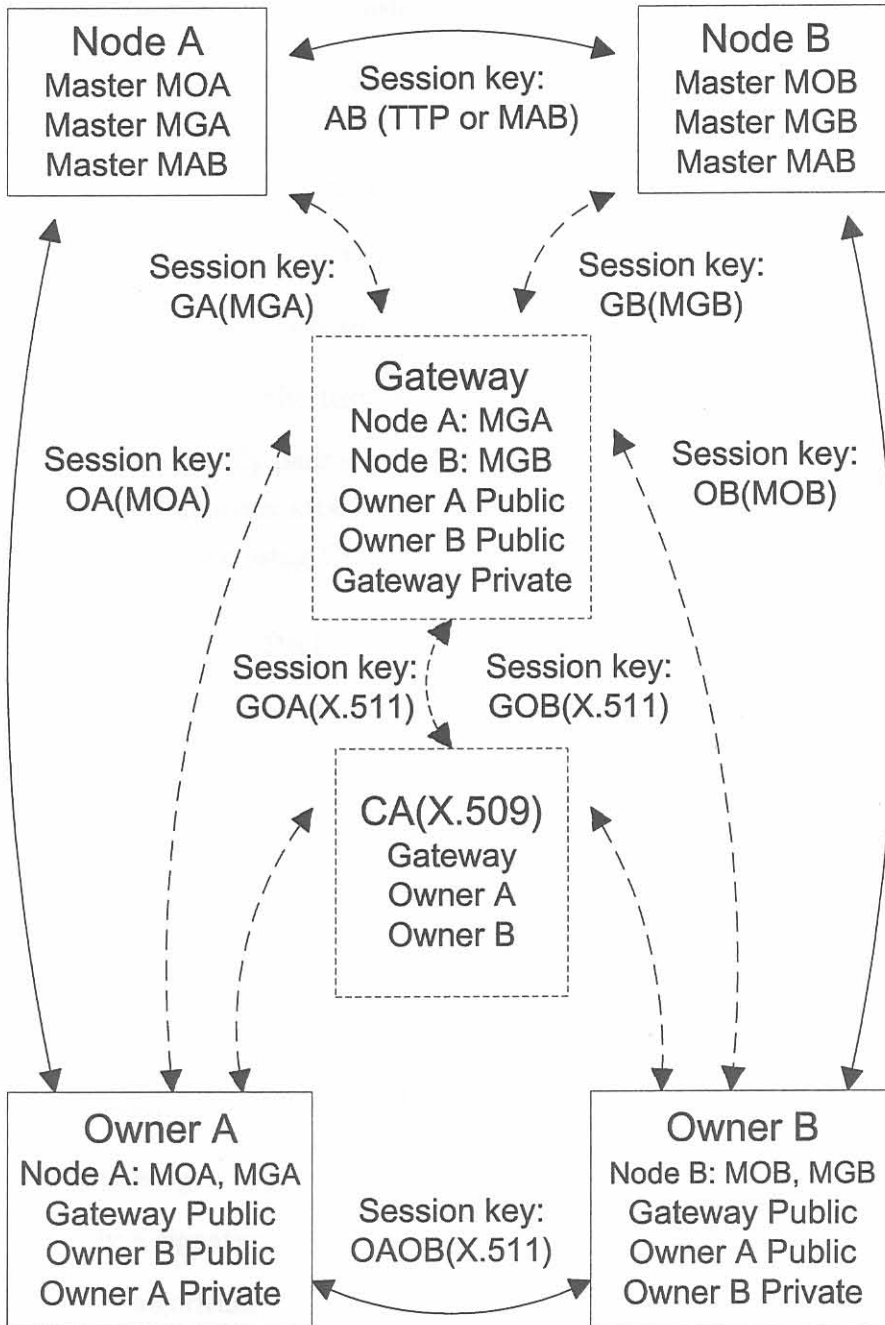 Node A
Master MOA
Master MGA
Master MAB
Session key:
AB (TTP or MAB)
Node B
Master MOB
Master MGB
Master MAB
Session key:
GA(MGA)
Session key:
GB(MGB)
Gateway
Node A: MGA
Node B: MGB
Owner A Public
Owner B Public
Gateway Private
Session key:
OA(MOA)
Session key:
OB(MOB)
Session key:
GOA(X.511)
Session key:
GOB(X.511)
CA(X.509)
Gateway
Owner A
Owner B
Owner A
Node A: MOA, MGA
Gateway Public
Owner B Public
Owner A Private
Session key:
OAOB(X.511)
Owner B
Node B: MOB, MGB
Gateway Public
Owner A Public
Owner B Private